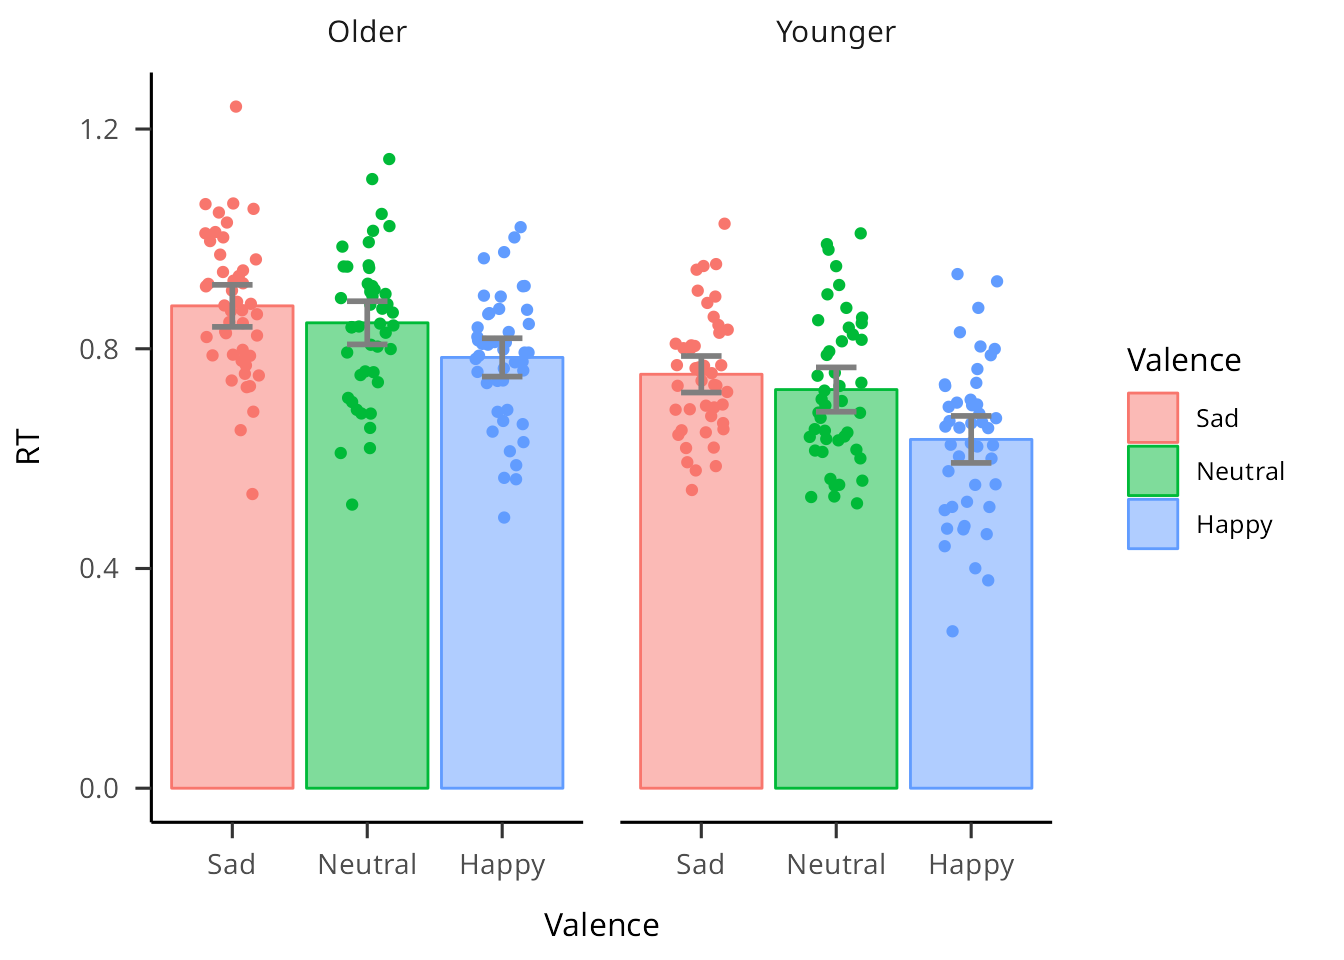 Older
Younger
1.2
0.8
0.4
0.0
RT
Sad
Neutral
Happy
Sad
Neutral
Happy
Valence
Valence
Sad
Neutral
Happy